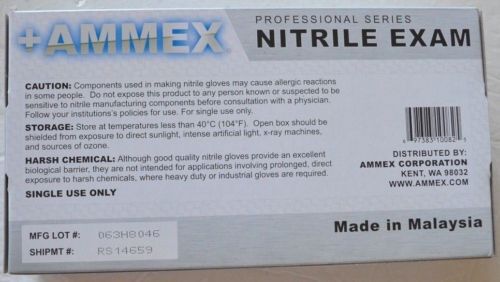 +AMMEX
PROFESSIONAL SERIES
NITRILE EXAM
CAUTION: Components used in making nitrile gloves may cause allergic reactions
in some people. Do not expose this product to any person known or suspected to be
sensitive to nitrile manufacturing components before consultation with a physician.
Follow your institutions's policies for use. For single use only.
STORAGE: Store at temperatures less than 40°C (104°F). Open box should be
shielded from exposure to direct sunlight, intense artificial light, x-ray machines,
and sources of ozone.
HARSH CHEMICAL: Although good quality nitrile gloves provide an excellent
biological barrier, they are not intended for applications involving prolonged, direct
exposure to harsh chemicals, where heavy duty or industrial gloves are required.
SINGLE USE ONLY
6 97383 10082 6
DISTRIBUTED BY:
AMMEX CORPORATION
KENT, WA 98032
WWW.AMMEX.COM
MFG LOT #: 063H8046
SHIPMT #: RS14659
Made in Malaysia